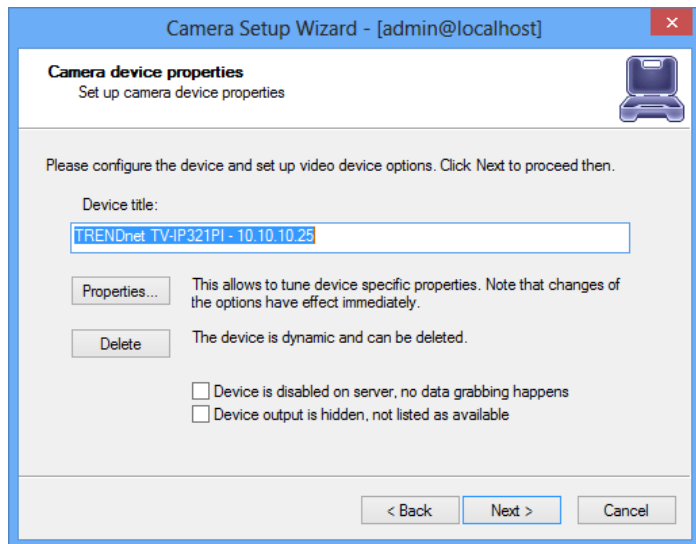 Camera Setup Wizard - [admin@localhost]
Camera device properties
Set up camera device properties
Please configure the device and set up video device options. Click Next to proceed then.
Device title:
TRENDnet TV-IP321PI - 10.10.10.25
Properties...
This allows to tune device specific properties. Note that changes of
the options have effect immediately.
Delete
The device is dynamic and can be deleted.
Device is disabled on server, no data grabbing happens
Device output is hidden, not listed as available
< Back
Next >
Cancel